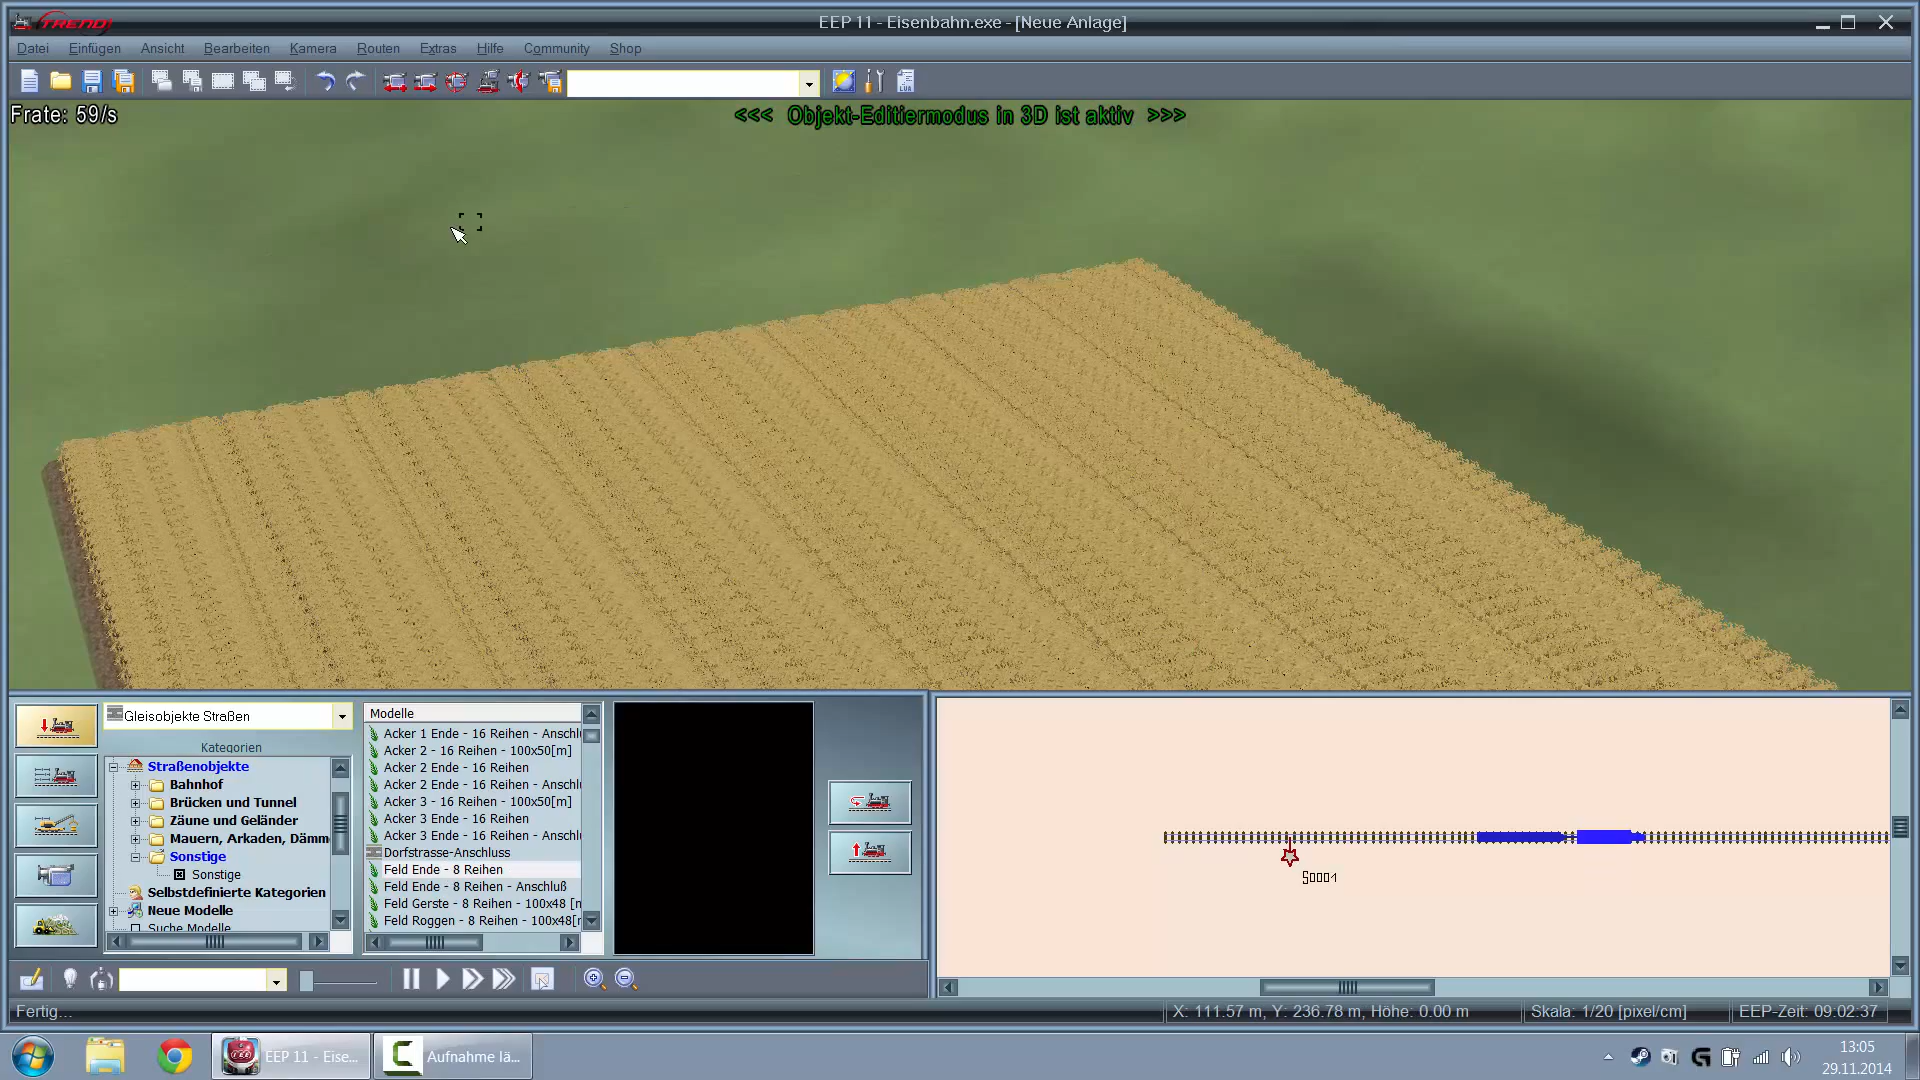 TREND
EEP 11 - Eisenbahn.exe - [Neue Anlage]
Datei Einfügen Ansicht Bearbeiten Kamera Routen Extras Hilfe Community Shop
LUA
Frate: 59/s
<<< Objekt-Editiermodus in 3D ist aktiv >>>
Gleisobjekte Straßen
Kategorien
Straßenobjekte
Bahnhof
Brücken und Tunnel
Zäune und Geländer
Mauern, Arkaden, Dämm
Sonstige
Sonstige
Selbstdefinierte Kategorien
Neue Modelle
Suche Modelle
Modelle
Acker 1 Ende - 16 Reihen - Anschlu
Acker 2 - 16 Reihen - 100x50[m]
Acker 2 Ende - 16 Reihen
Acker 2 Ende - 16 Reihen - Anschlu
Acker 3 - 16 Reihen - 100x50[m]
Acker 3 Ende - 16 Reihen
Acker 3 Ende - 16 Reihen - Anschlu
Dorfstrasse-Anschluss
Feld Ende - 8 Reihen
Feld Ende - 8 Reihen - Anschluß
Feld Gerste - 8 Reihen - 100x48 [m
Feld Roggen - 8 Reihen - 100x48[m
S0001
Fertig...
X: 111.57 m, Y: 236.78 m, Höhe: 0.00 m
Skala: 1/20 [pixel/cm]
EEP-Zeit: 09:02:37
EEP 11 - Eise...
Aufnahme lä...
13:05
29.11.2014